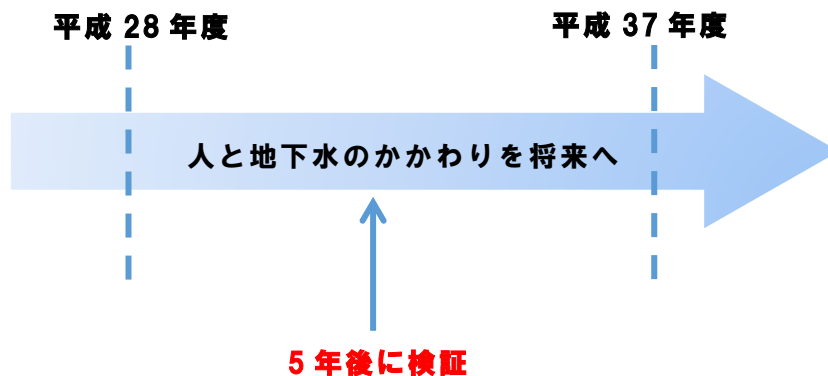 平成 28 年度
平成 37 年度
人と地下水のかかわりを将来へ
5 年後に検証